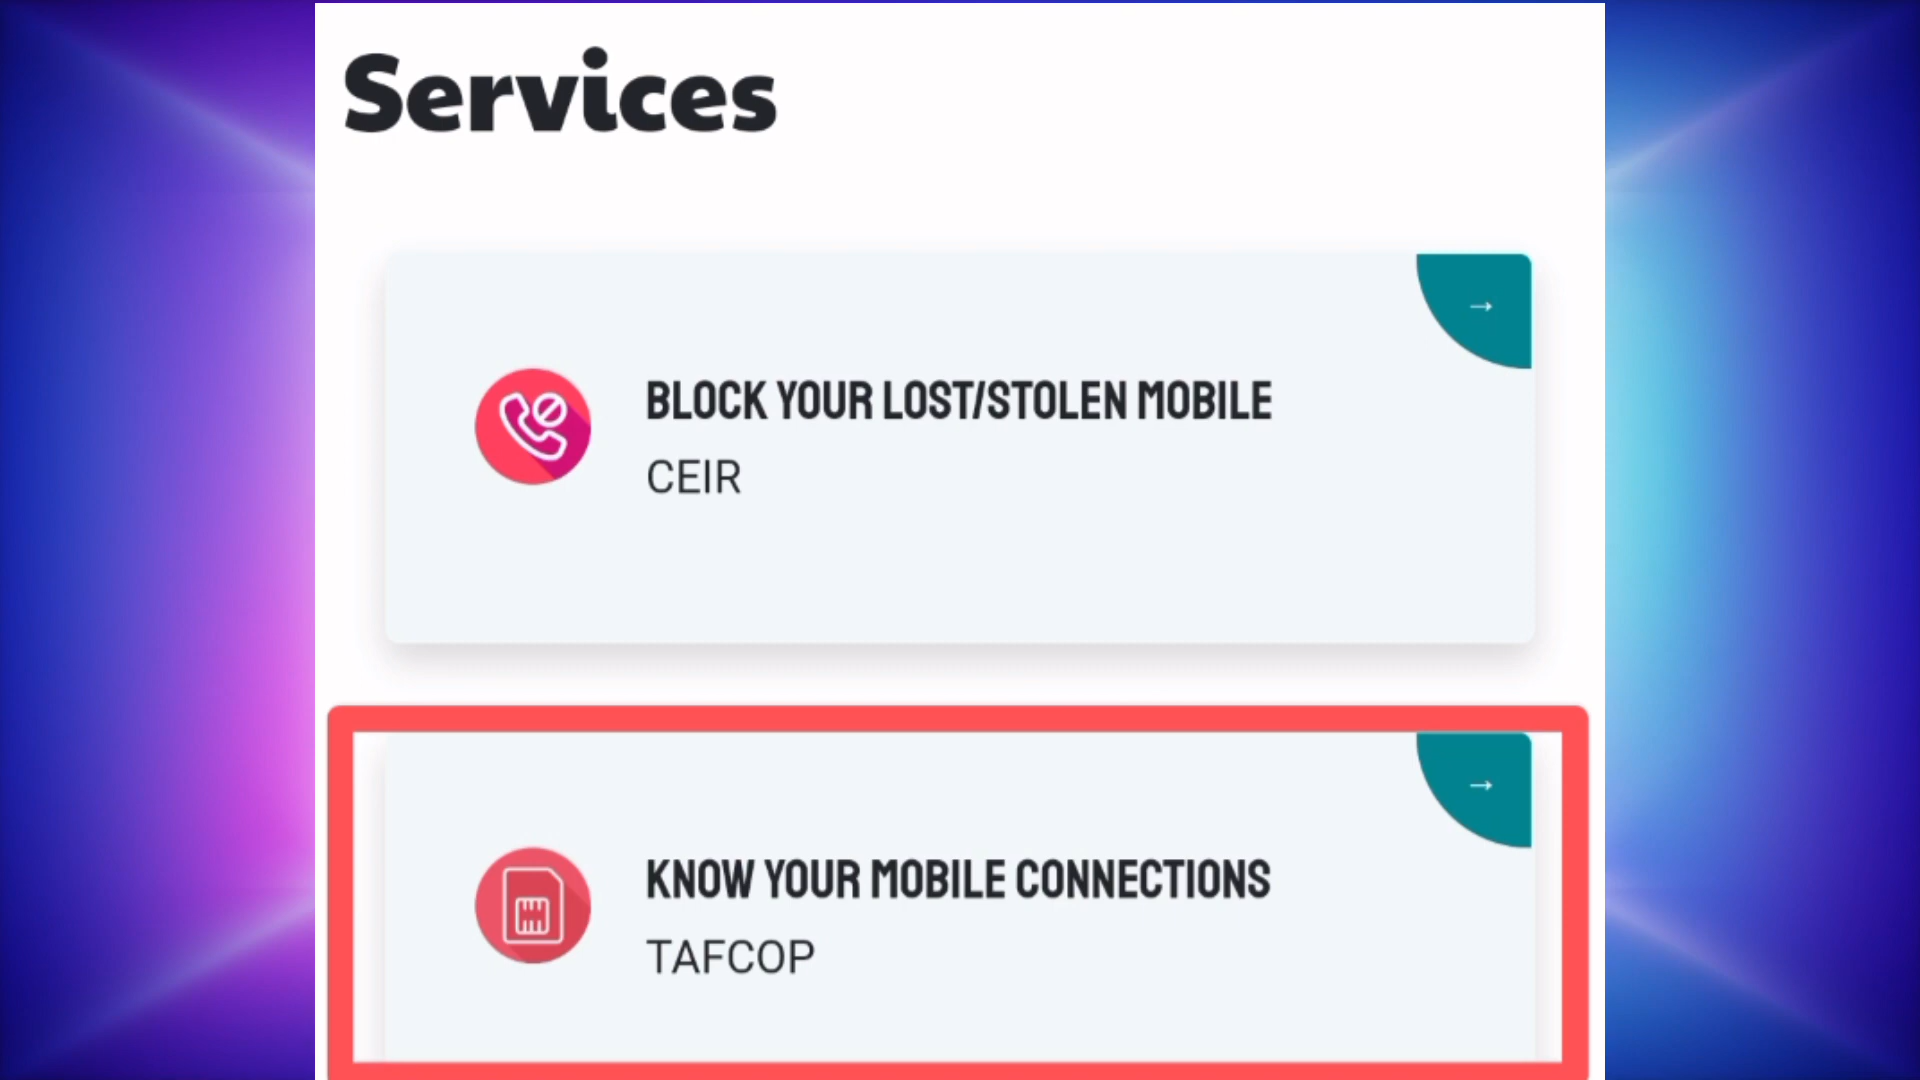 Services
→
BLOCK YOUR LOST/STOLEN MOBILE
CEIR
→
KNOW YOUR MOBILE CONNECTIONS
TAFCOP